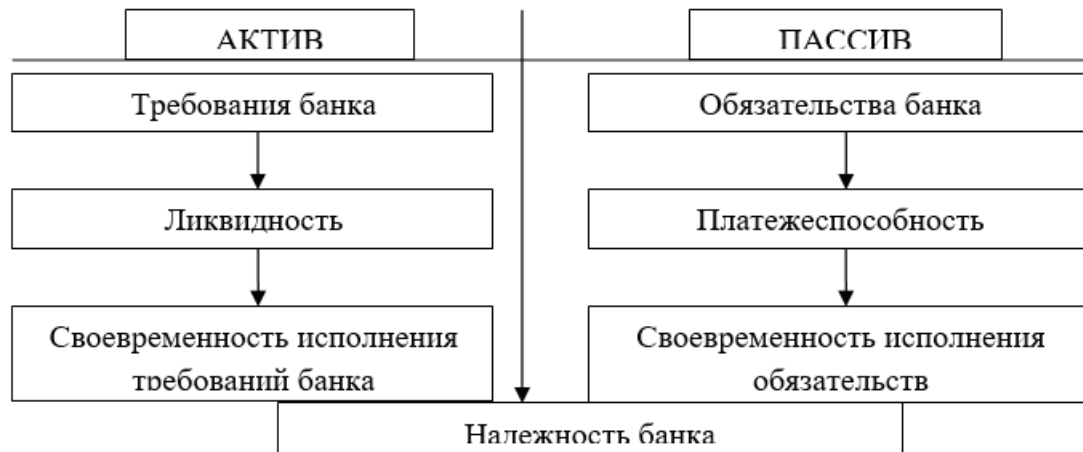 АКТИВ
ПАССИВ
Требования банка
Обязательства банка
Ликвидность
Платежеспособность
Своевременность исполнения
требований банка
Своевременность исполнения
обязательств
Надежность банка